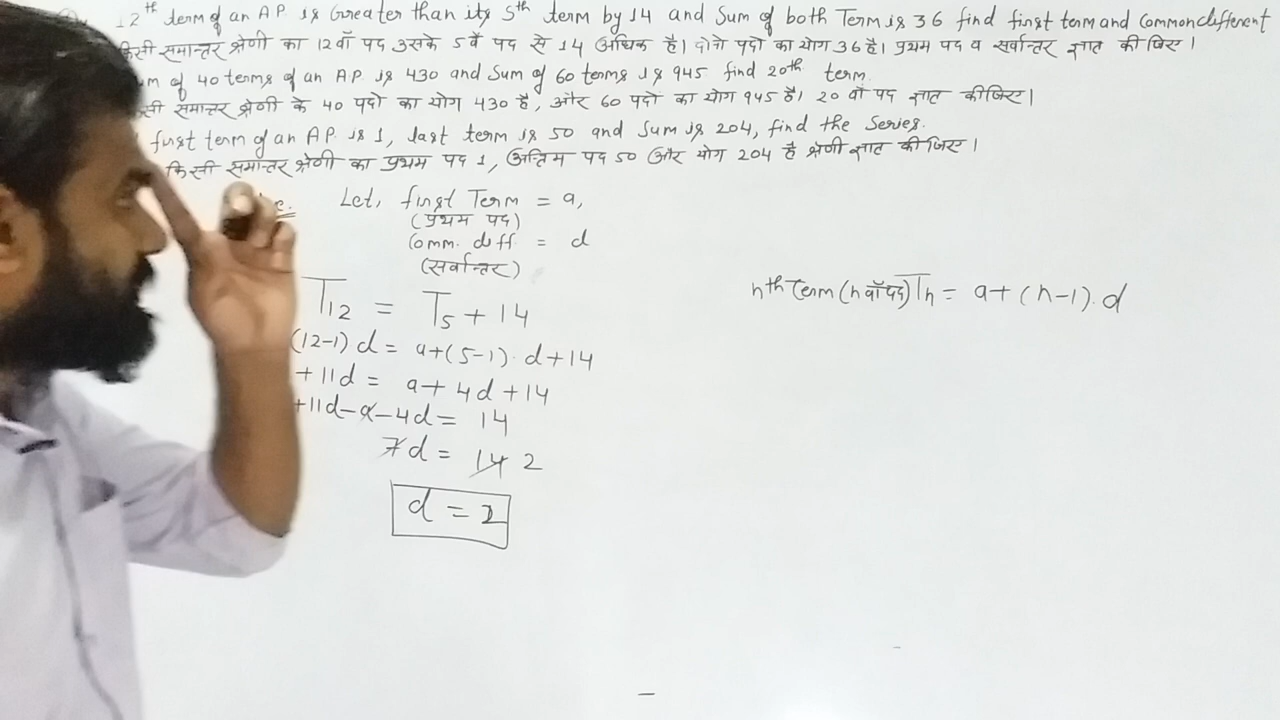 12th term of an A.P. is Greater than its 5th term by 14 and Sum of both Term is 36 find first term and Common different
किसी समान्तर श्रेणी का 12वाँ पद उसके 5 वें पद से 14 अधिक है। दोनो पदो का योग 36 है। प्रथम पद व सर्वान्तर ज्ञात कीजिए।
of 40 terms of an A.P. is 430 and Sum of 60 terms is 945 find 20th term.
समान्तर श्रेणी के 40 पदो का योग 430 है, और 60 पदो का योग 945 है। 20 वाँ पद ज्ञात कीजिए।
first term of an A.P. is 1, last term is 50 and Sum is 204, find the Series.
किसी समान्तर श्रेणी का प्रथम पद 1, अन्तिम पद 50 और योग 204 है श्रेणी ज्ञात कीजिए।
Let, first Term = a,
(प्रथम पद)
Comm. diff. = d
(सर्वान्तर)
nth Term (n वाँ पद) Tn = a + (n-1). d
T12 = T5 + 14
(12-1) d = a+(5-1). d+14
+11d = a+ 4d +14
+11d-a-4d = 14
7d = 14 2
d = 2